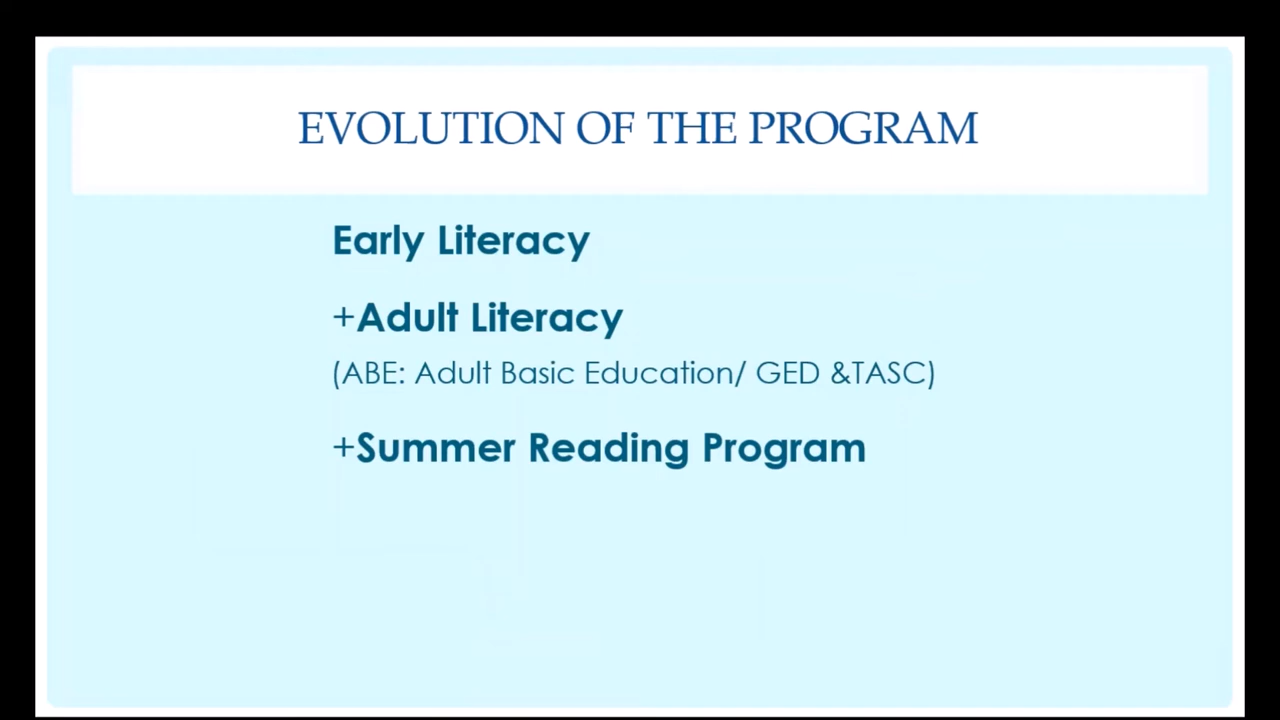 EVOLUTION OF THE PROGRAM
Early Literacy
+Adult Literacy
(ABE: Adult Basic Education/ GED &TASC)
+Summer Reading Program